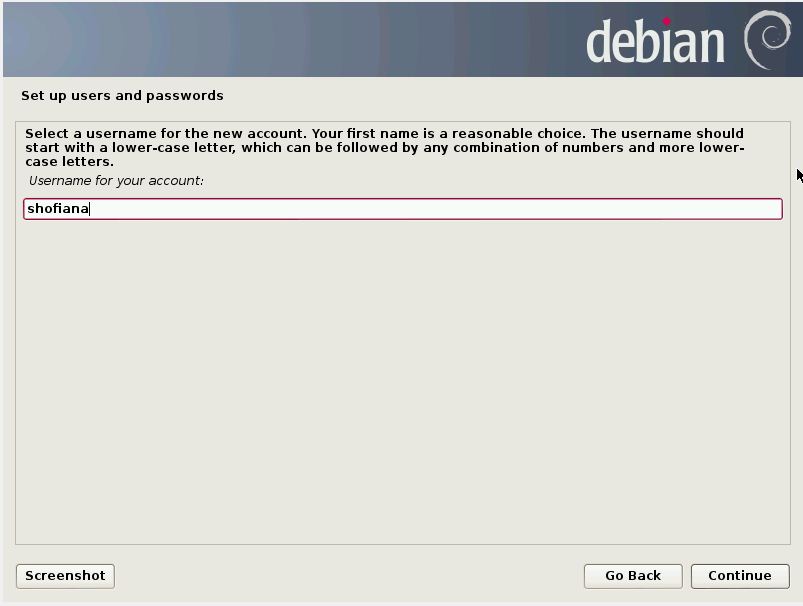 debian
Set up users and passwords
Select a username for the new account. Your first name is a reasonable choice. The username should
start with a lower-case letter, which can be followed by any combination of numbers and more lower-
case letters.
Username for your account:
shofiana
Screenshot
Go Back
Continue